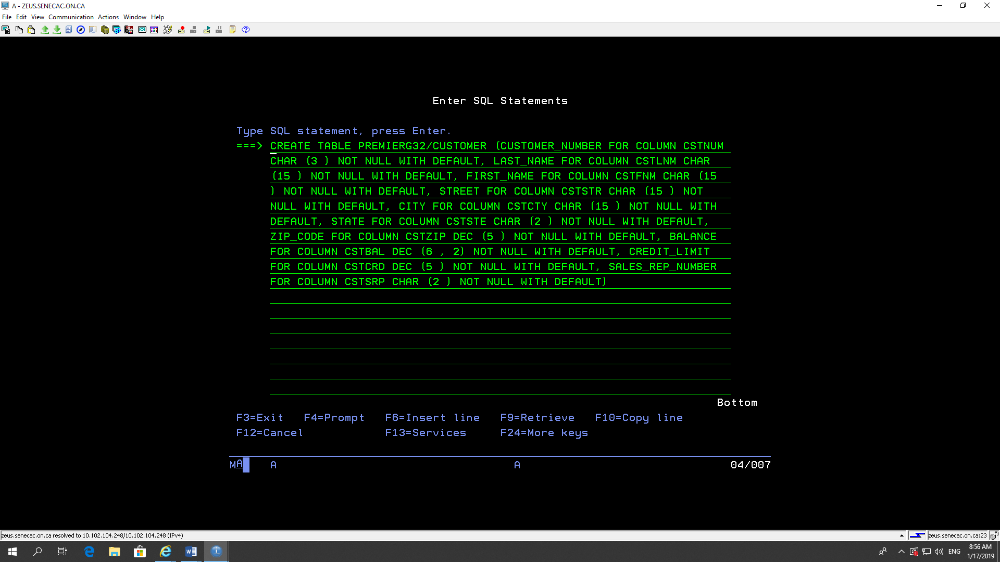 A - ZEUS.SENECAC.ON.CA
File Edit View Communication Actions Window Help
Enter SQL Statements
Type SQL statement, press Enter.
===> CREATE TABLE PREMIERG32/CUSTOMER (CUSTOMER_NUMBER FOR COLUMN CSTNUM
CHAR (3 ) NOT NULL WITH DEFAULT, LAST_NAME FOR COLUMN CSTLNM CHAR
(15 ) NOT NULL WITH DEFAULT, FIRST_NAME FOR COLUMN CSTFNM CHAR (15
) NOT NULL WITH DEFAULT, STREET FOR COLUMN CSTSTR CHAR (15 ) NOT
NULL WITH DEFAULT, CITY FOR COLUMN CSTCTY CHAR (15 ) NOT NULL WITH
DEFAULT, STATE FOR COLUMN CSTSTE CHAR (2 ) NOT NULL WITH DEFAULT,
ZIP_CODE FOR COLUMN CSTZIP DEC (5 ) NOT NULL WITH DEFAULT, BALANCE
FOR COLUMN CSTBAL DEC (6 , 2) NOT NULL WITH DEFAULT, CREDIT_LIMIT
FOR COLUMN CSTCRD DEC (5 ) NOT NULL WITH DEFAULT, SALES_REP_NUMBER
FOR COLUMN CSTSRP CHAR (2 ) NOT NULL WITH DEFAULT)
Bottom
F3=Exit F4=Prompt F6=Insert line F9=Retrieve F10=Copy line
F12=Cancel F13=Services F24=More keys
MA A A 04/007
zeus.senecac.on.ca resolved to 10.102.104.248/10.102.104.248 (IPv4) zeus.senecac.on.ca:23
ENG 8:56 AM
1/17/2019